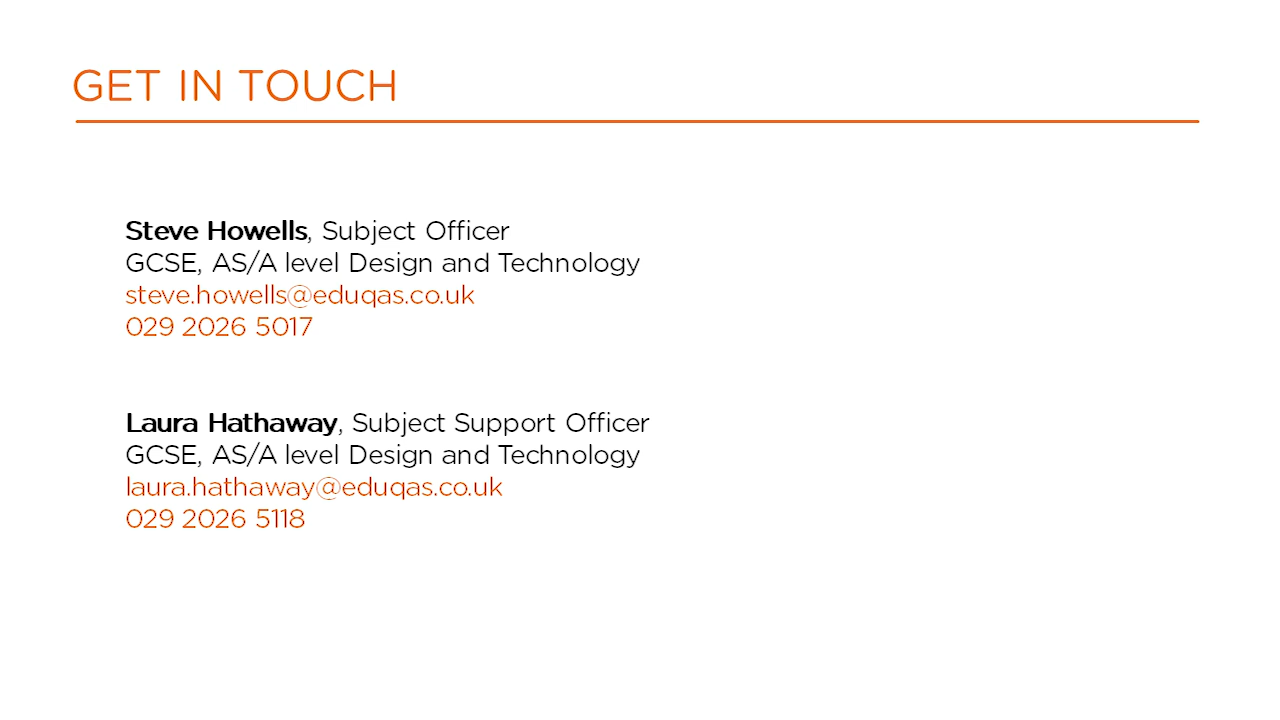 GET IN TOUCH
Steve Howells, Subject Officer
GCSE, AS/A level Design and Technology
steve.howells@eduqas.co.uk
029 2026 5017
Laura Hathaway, Subject Support Officer
GCSE, AS/A level Design and Technology
laura.hathaway@eduqas.co.uk
029 2026 5118